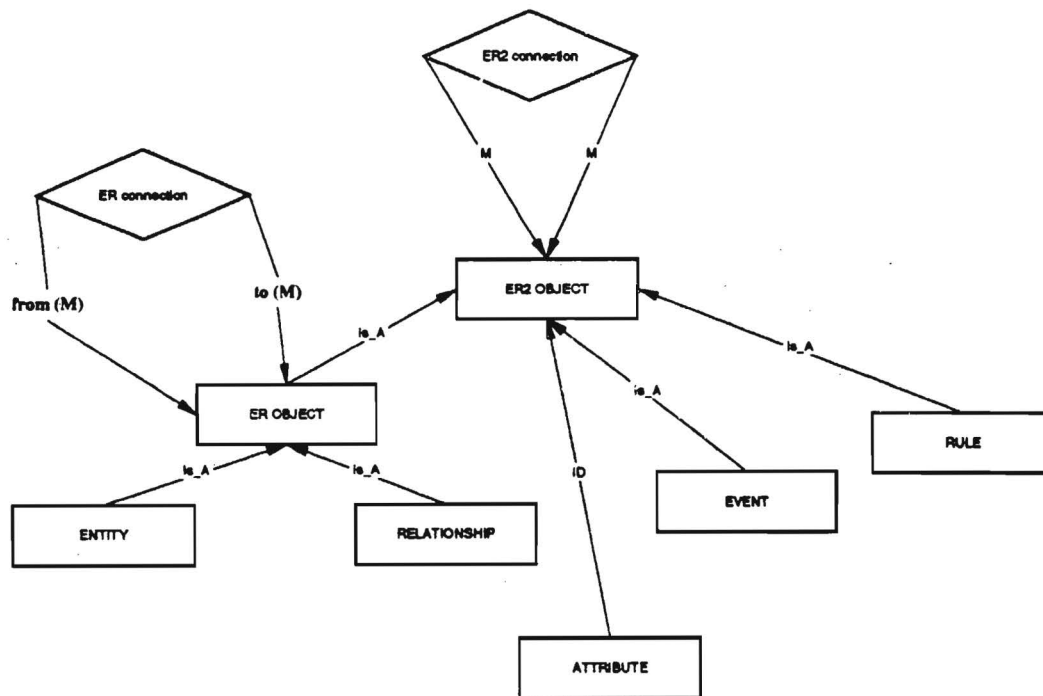 ER2 connection
M
M
ER connection
from (M)
to (M)
ER2 OBJECT
is_A
is_A
ER OBJECT
is_A
RULE
is_A
is_A
ID
EVENT
ENTITY
RELATIONSHIP
ATTRIBUTE